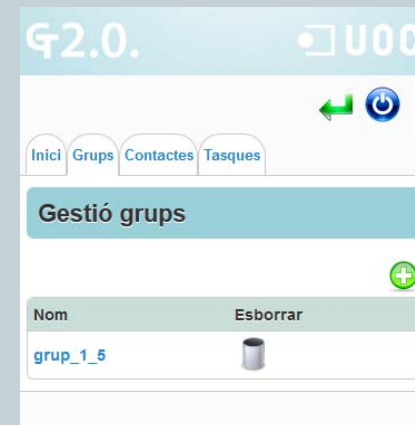 G2.0. UOC
Inici Grups Contactes Tasques
Gestió grups
Nom Esborrar
grup_1_5